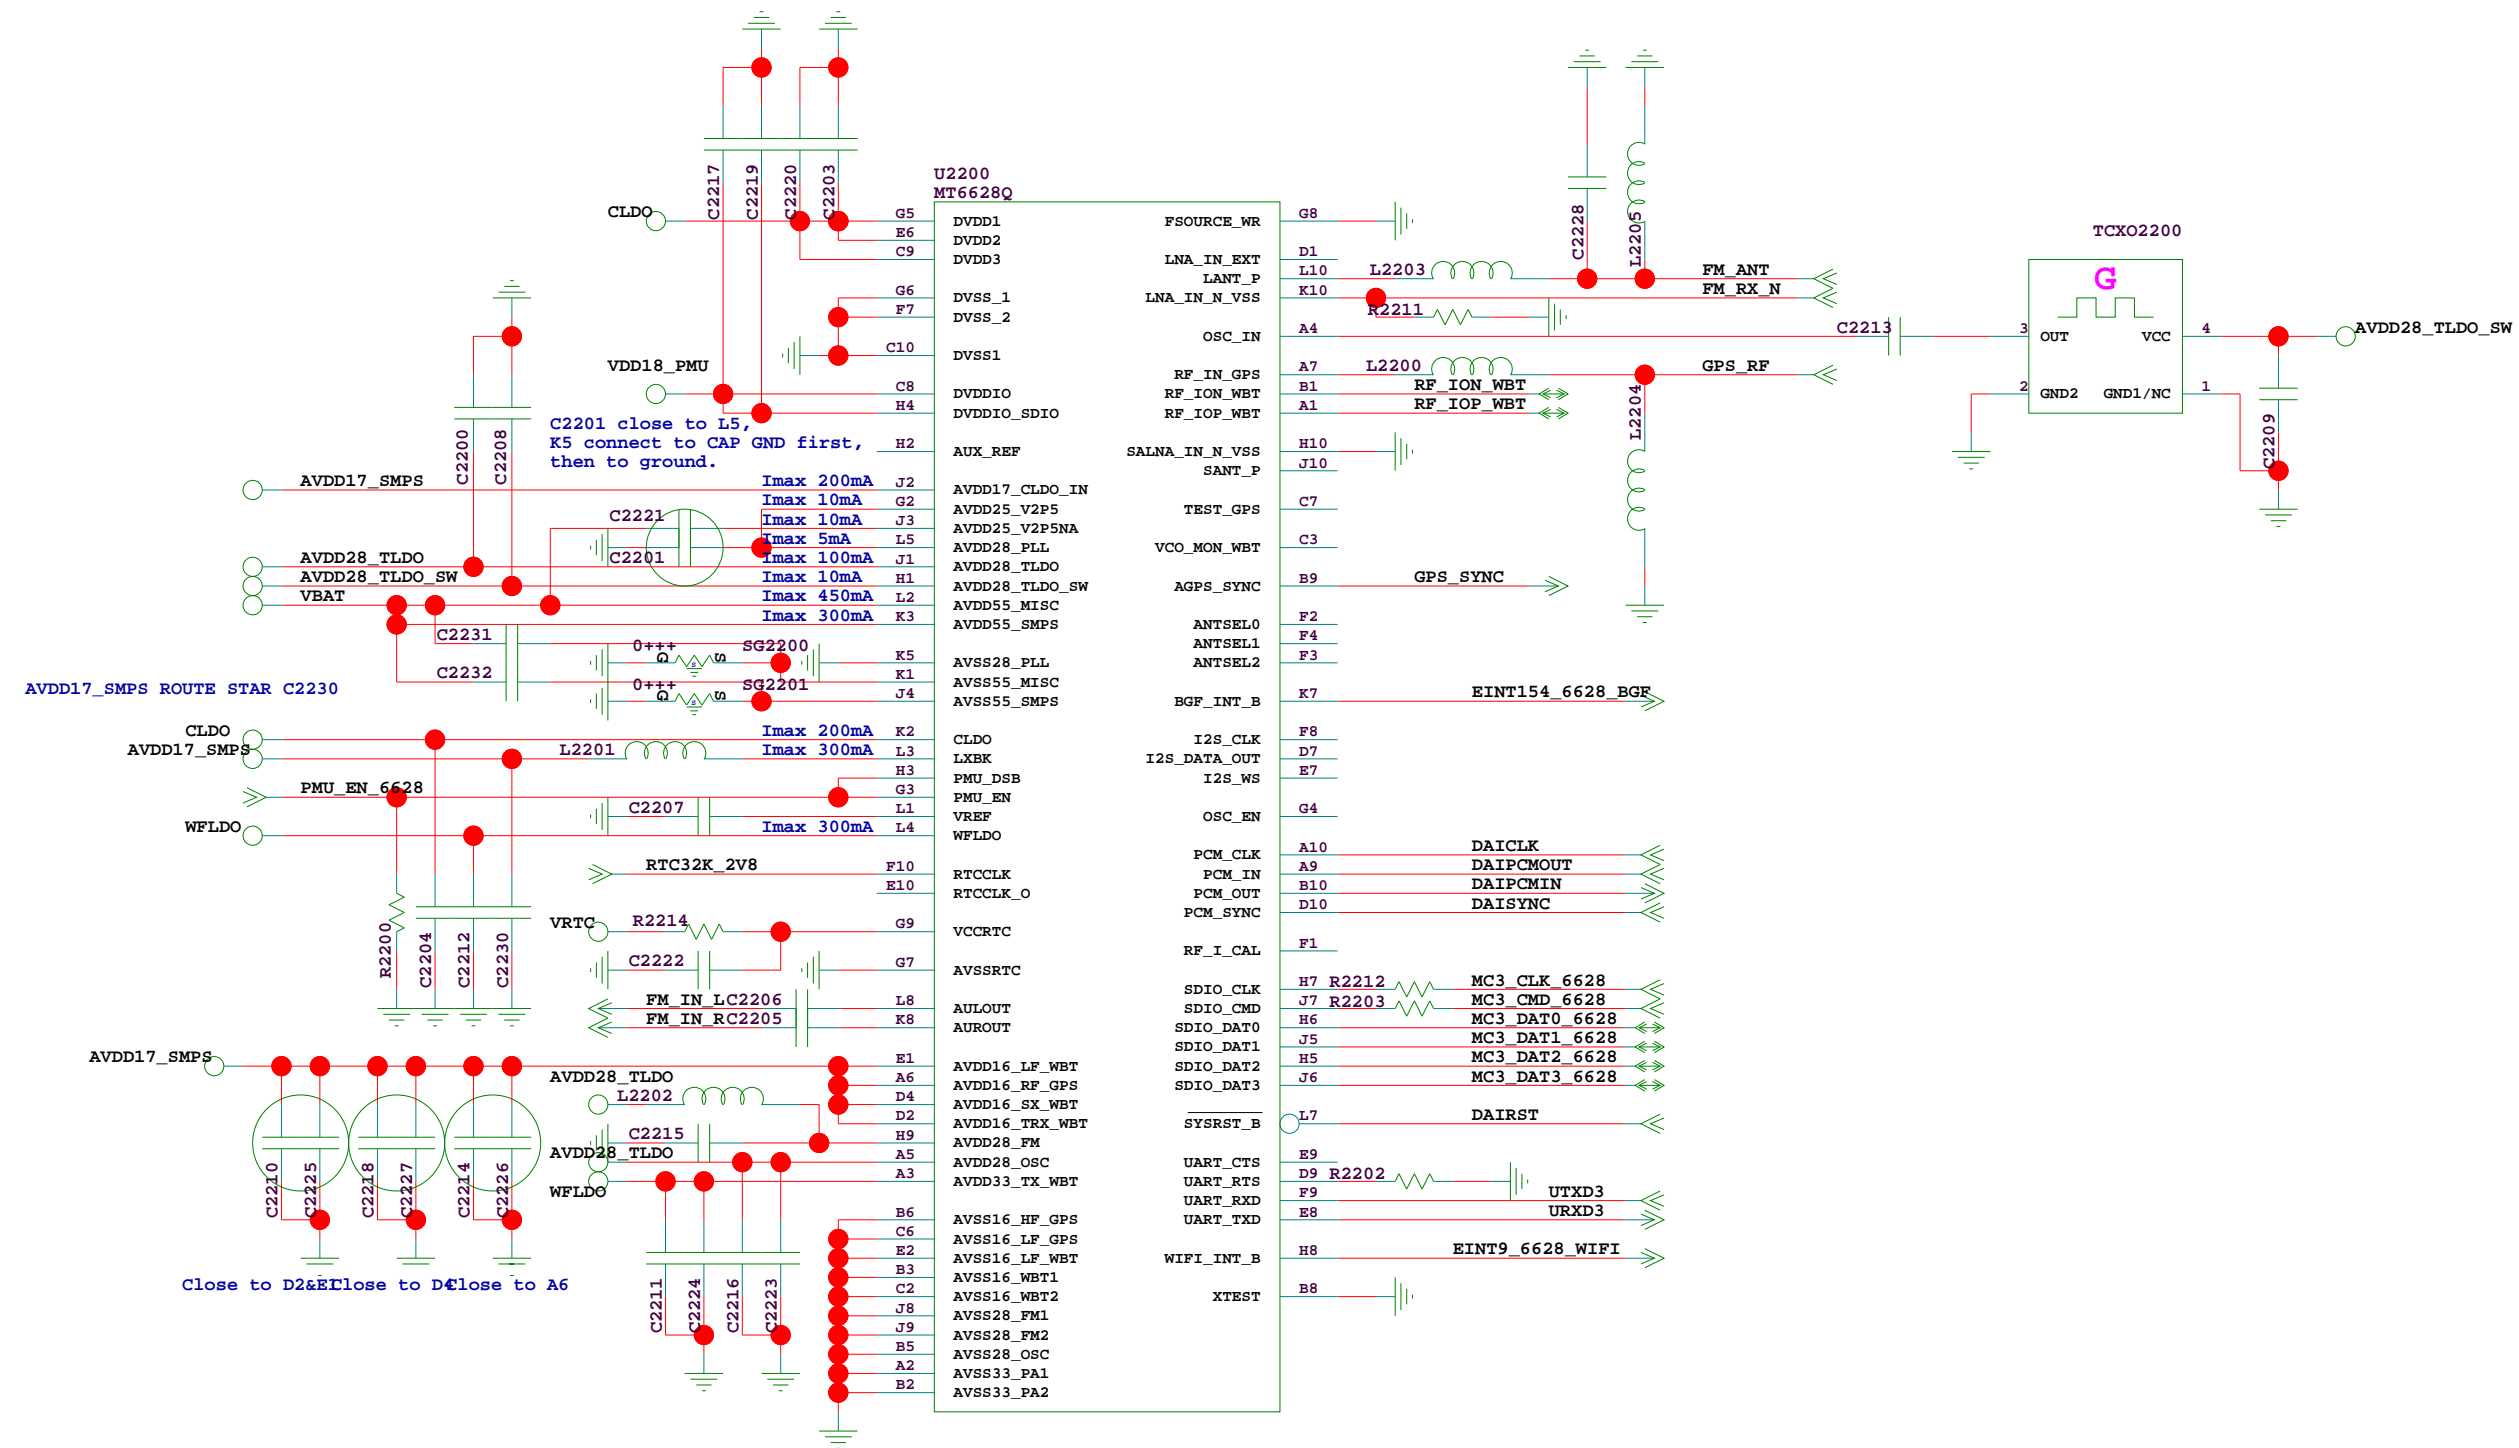 C2217
C2219
C2220
C2203
CLDO
VDD18_PMU
C2201 close to L5,
K5 connect to CAP GND first,
then to ground.
C2200
C2208
AVDD17_SMPS
Imax 200mA
Imax 10mA
C2221
Imax 10mA
Imax 5mA
C2201
AVDD28_TLDO
Imax 100mA
AVDD28_TLDO_SW
Imax 10mA
VBAT
Imax 450mA
Imax 300mA
C2231
0+++
G
S
s
SG2200
C2232
0+++
G
S
s
SG2201
AVDD17_SMPS ROUTE STAR C2230
CLDO
Imax 200mA
AVDD17_SMPS
L2201
Imax 300mA
PMU_EN_6628
C2207
WFLDO
Imax 300mA
RTC32K_2V8
VRTC
R2214
C2222
R2200
C2204
C2212
C2230
FM_IN_L
C2206
FM_IN_R
C2205
AVDD17_SMPS
AVDD28_TLDO
L2202
C2215
AVDD28_TLDO
WFLDO
C2210
C2225
C2218
C2227
C2214
C2226
Close to D2&E1
Close to D4
Close to A6
C2211
C2224
C2216
C2223
U2200
MT6628Q
G5 DVDD1
E6 DVDD2
C9 DVDD3
G6 DVSS_1
F7 DVSS_2
C10 DVSS1
C8 DVDDIO
H4 DVDDIO_SDIO
H2 AUX_REF
J2 AVDD17_CLDO_IN
G2 AVDD25_V2P5
J3 AVDD25_V2P5NA
L5 AVDD28_PLL
J1 AVDD28_TLDO
H1 AVDD28_TLDO_SW
L2 AVDD55_MISC
K3 AVDD55_SMPS
K5 AVSS28_PLL
K1 AVSS55_MISC
J4 AVSS55_SMPS
K2 CLDO
L3 LXBK
H3 PMU_DSB
G3 PMU_EN
L1 VREF
L4 WFLDO
F10 RTCCLK
E10 RTCCLK_O
G9 VCCRTC
G7 AVSSRTC
L8 AULOUT
K8 AUROUT
E1 AVDD16_LF_WBT
A6 AVDD16_RF_GPS
D4 AVDD16_SX_WBT
D2 AVDD16_TRX_WBT
H9 AVDD28_FM
A5 AVDD28_OSC
A3 AVDD33_TX_WBT
B6 AVSS16_HF_GPS
C6 AVSS16_LF_GPS
E2 AVSS16_LF_WBT
B3 AVSS16_WBT1
C2 AVSS16_WBT2
J8 AVSS28_FM1
J9 AVSS28_FM2
B5 AVSS28_OSC
A2 AVSS33_PA1
B2 AVSS33_PA2
FSOURCE_WR G8
LNA_IN_EXT D1
LANT_P L10
LNA_IN_N_VSS K10
OSC_IN A4
RF_IN_GPS A7
RF_ION_WBT B1
RF_IOP_WBT A1
SALNA_IN_N_VSS H10
SANT_P J10
TEST_GPS C7
VCO_MON_WBT C3
AGPS_SYNC B9
ANTSEL0 F2
ANTSEL1 F4
ANTSEL2 F3
BGF_INT_B K7
I2S_CLK F8
I2S_DATA_OUT D7
I2S_WS E7
OSC_EN G4
PCM_CLK A10
PCM_IN A9
PCM_OUT B10
PCM_SYNC D10
RF_I_CAL F1
SDIO_CLK H7
SDIO_CMD J7
SDIO_DAT0 H6
SDIO_DAT1 J5
SDIO_DAT2 H5
SDIO_DAT3 J6
SYSRST_B L7
UART_CTS E9
UART_RTS D9
UART_RXD F9
UART_TXD E8
WIFI_INT_B H8
XTEST B8
C2228
L2205
L2203
FM_ANT
FM_RX_N
R2211
C2213
L2200
GPS_RF
RF_ION_WBT
RF_IOP_WBT
L2204
GPS_SYNC
EINT154_6628_BGF
DAICLK
DAIPCMOUT
DAIPCMIN
DAISYNC
R2212 MC3_CLK_6628
R2203 MC3_CMD_6628
MC3_DAT0_6628
MC3_DAT1_6628
MC3_DAT2_6628
MC3_DAT3_6628
DAIRST
R2202
UTXD3
URXD3
EINT9_6628_WIFI
TCXO2200
G
3 OUT
VCC 4
2 GND2
GND1/NC 1
AVDD28_TLDO_SW
C2209